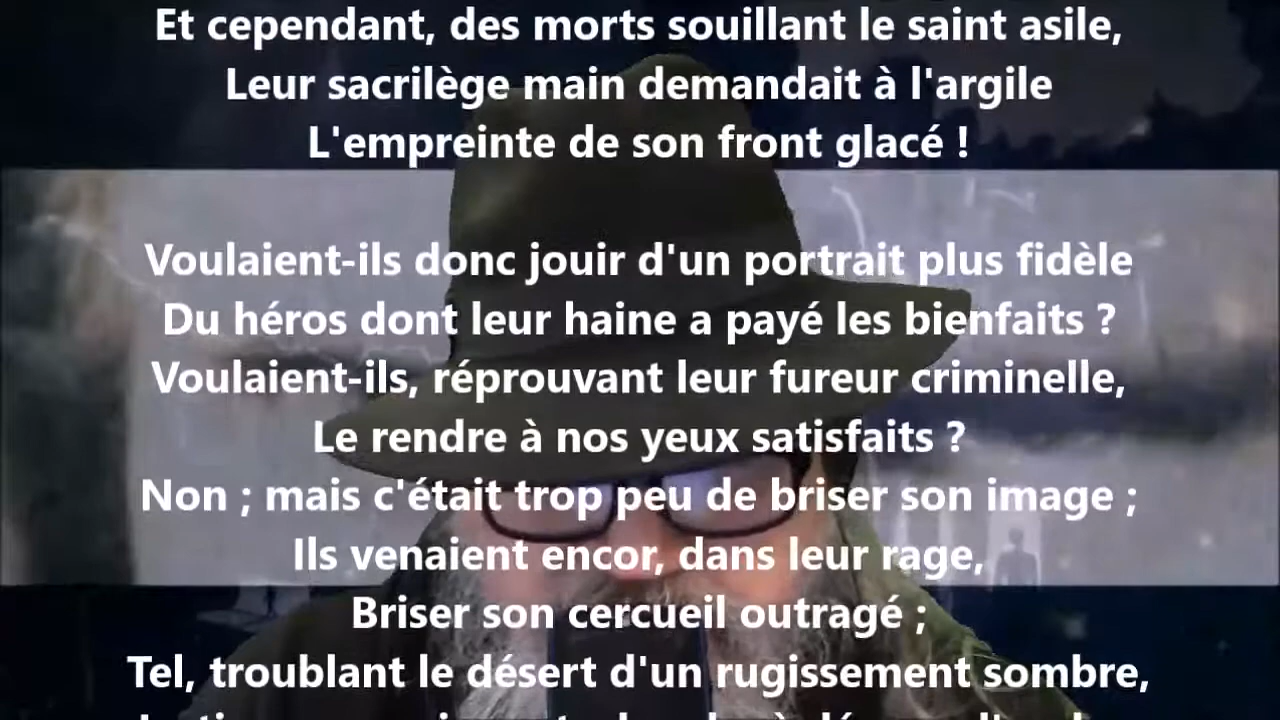 Et cependant, des morts souillant le saint asile,
Leur sacrilège main demandait à l'argile
L'empreinte de son front glacé !
Voulaient-ils donc jouir d'un portrait plus fidèle
Du héros dont leur haine a payé les bienfaits ?
Voulaient-ils, réprouvant leur fureur criminelle,
Le rendre à nos yeux satisfaits ?
Non ; mais c'était trop peu de briser son image ;
Ils venaient encor, dans leur rage,
Briser son cercueil outragé ;
Tel, troublant le désert d'un rugissement sombre,